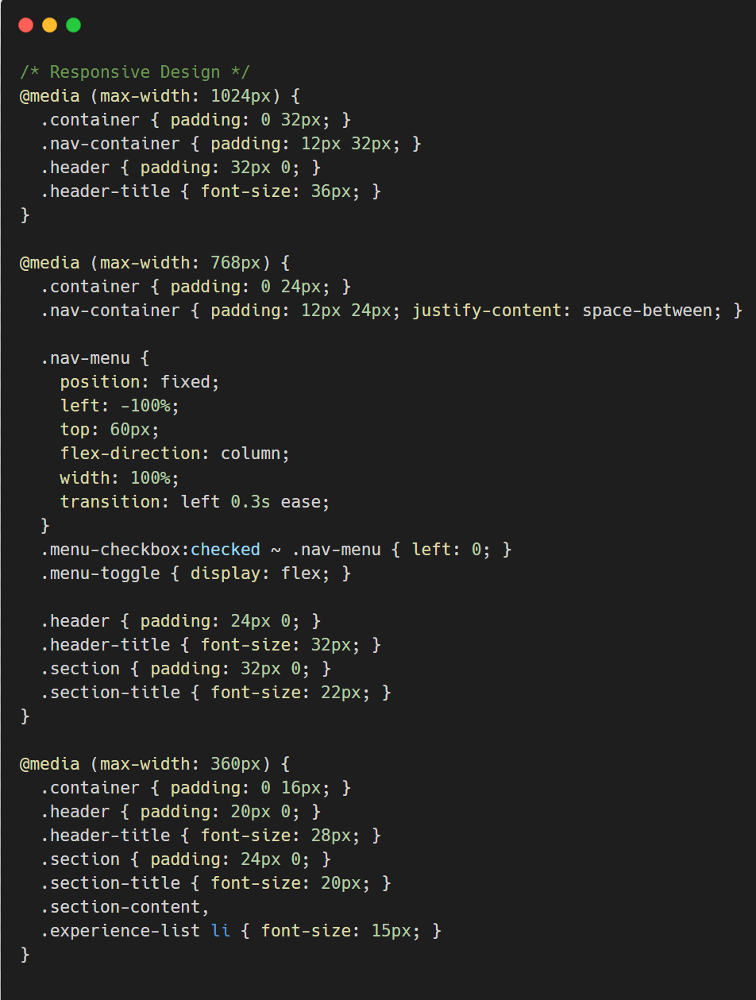 /* Responsive Design */
@media (max-width: 1024px) {
  .container { padding: 0 32px; }
  .nav-container { padding: 12px 32px; }
  .header { padding: 32px 0; }
  .header-title { font-size: 36px; }
}

@media (max-width: 768px) {
  .container { padding: 0 24px; }
  .nav-container { padding: 12px 24px; justify-content: space-between; }

  .nav-menu {
    position: fixed;
    left: -100%;
    top: 60px;
    flex-direction: column;
    width: 100%;
    transition: left 0.3s ease;
  }
  .menu-checkbox:checked ~ .nav-menu { left: 0; }
  .menu-toggle { display: flex; }

  .header { padding: 24px 0; }
  .header-title { font-size: 32px; }
  .section { padding: 32px 0; }
  .section-title { font-size: 22px; }
}

@media (max-width: 360px) {
  .container { padding: 0 16px; }
  .header { padding: 20px 0; }
  .header-title { font-size: 28px; }
  .section { padding: 24px 0; }
  .section-title { font-size: 20px; }
  .section-content,
  .experience-list li { font-size: 15px; }
}